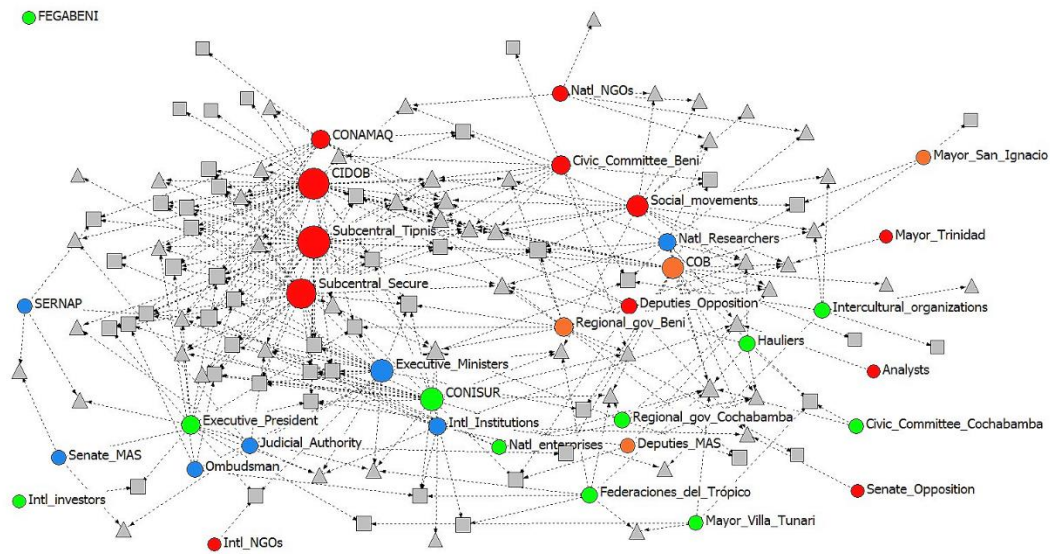 FEGABENI
Natl_NGOs
CONAMAQ
Mayor_San_Ignacio
Civic_Committee_Beni
CIDOB
Social_movements
Mayor_Trinidad
Subcentral_Tipnis
Natl_Researchers
COB
Subcentral_Secure
Deputies_Opposition
SERNAP
Intercultural_organizations
Regional_gov_Beni
Hauliers
Executive_Ministers
Analysts
CONISUR
Regional_gov_Cochabamba
Executive_President
Intl_Institutions
Civic_Committee_Cochabamba
Judicial_Authority
Natl_enterprises
Deputies_MAS
Senate_MAS
Ombudsman
Senate_Opposition
Federaciones_del_Trópico
Intl_investors
Mayor_Villa_Tunari
Intl_NGOs